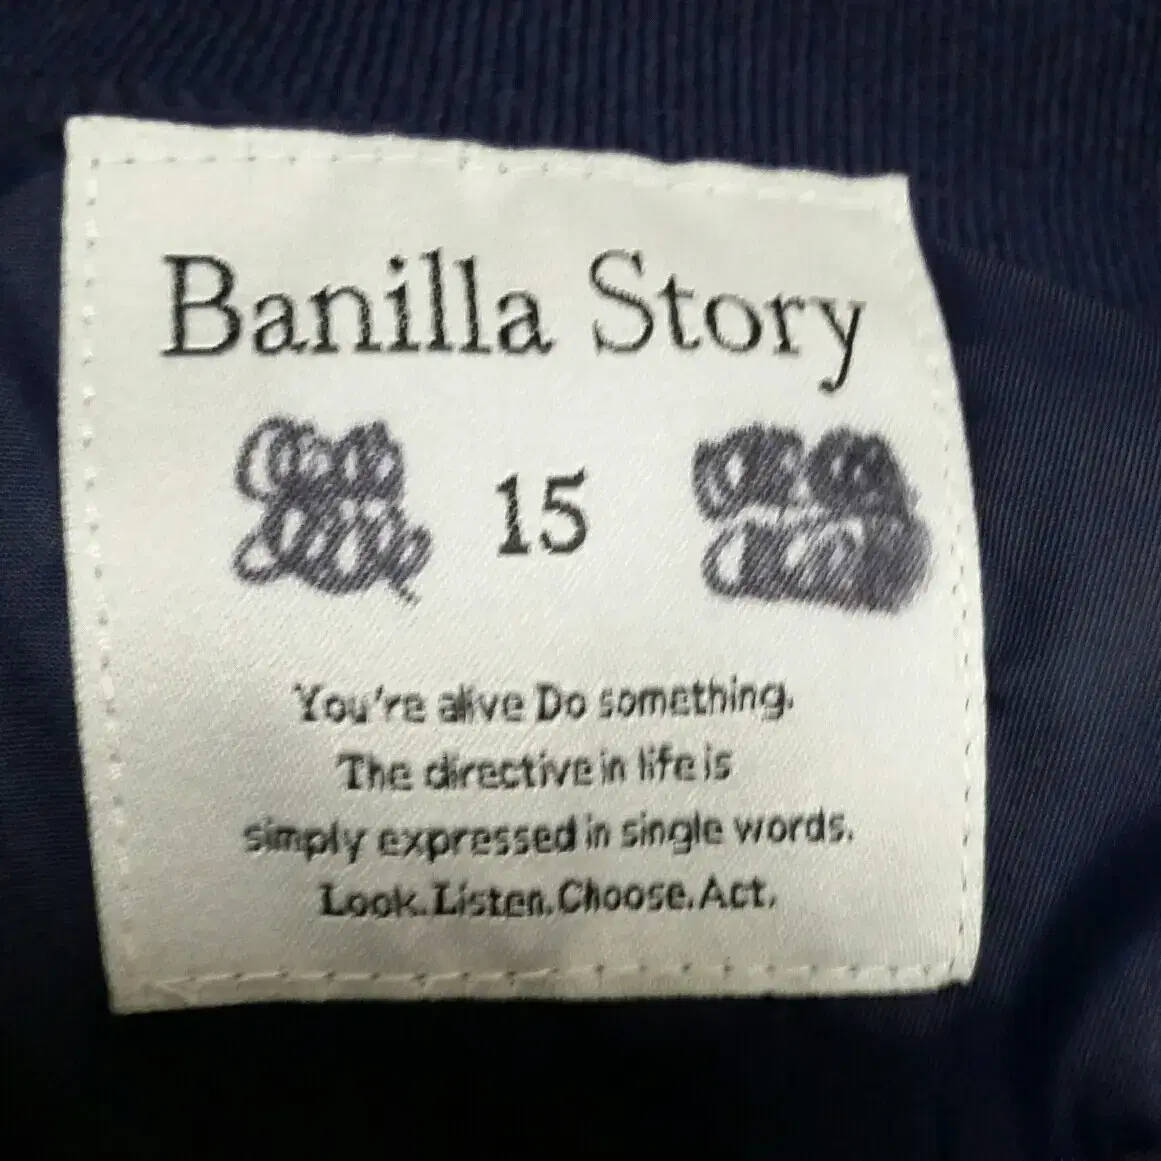 Banilla Story
15
You're alive Do something.
The directive in life is
simply expressed in single words.
Look.Listen.Choose.Act.